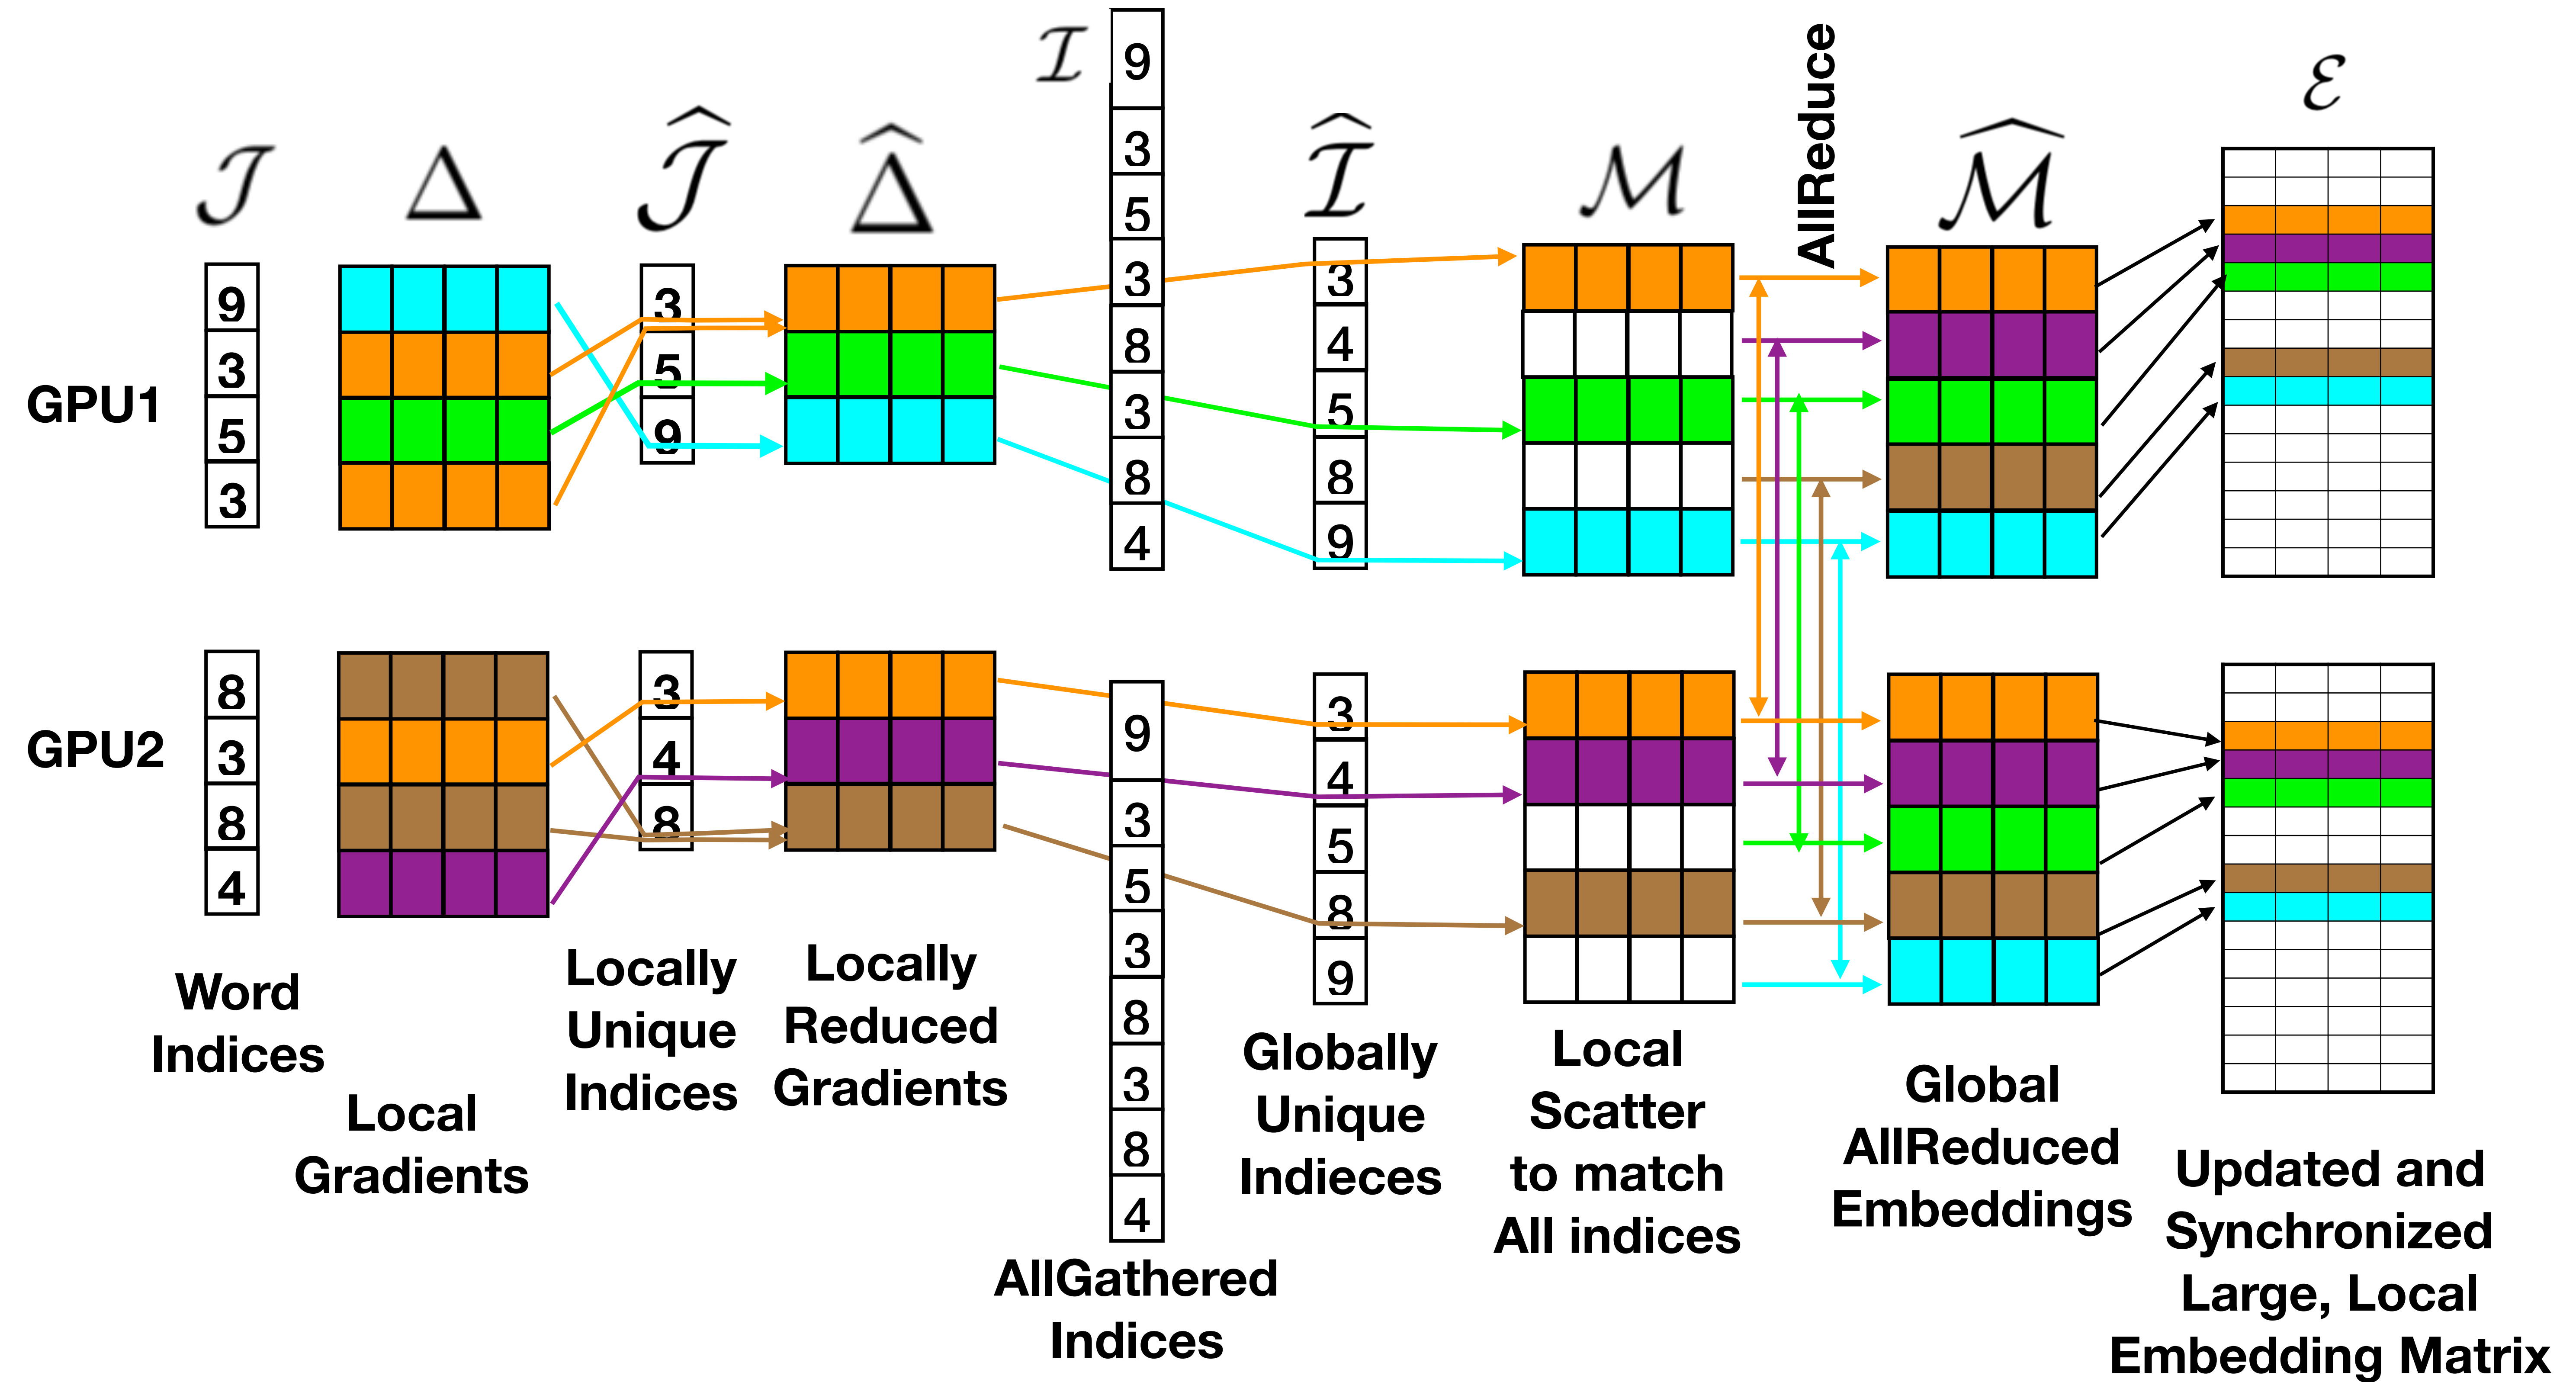 𝒥
Δ
𝒥̂
Δ̂
ℐ
ℐ̂
ℳ
AllReduce
ℳ̂
ℰ
GPU1
9
3
5
3
3
5
9
9
3
5
3
8
3
8
4
3
4
5
8
9
GPU2
8
3
8
4
3
4
8
9
3
5
3
8
3
8
4
3
4
5
8
9
Word
Indices
Local
Gradients
Locally
Unique
Indices
Locally
Reduced
Gradients
AllGathered
Indices
Globally
Unique
Indieces
Local
Scatter
to match
All indices
Global
AllReduced
Embeddings
Updated and
Synchronized
Large, Local
Embedding Matrix